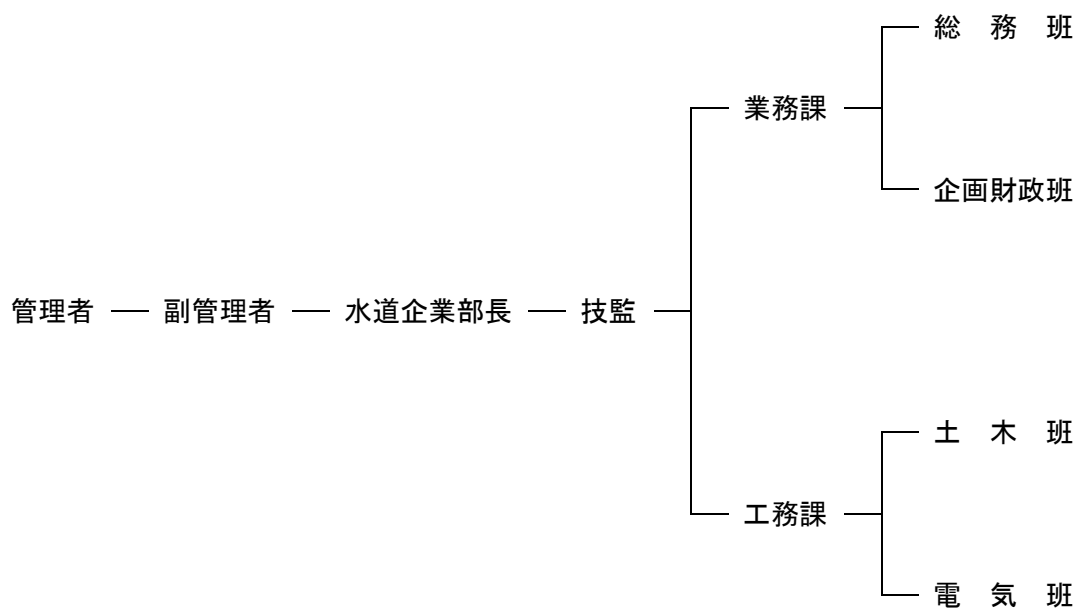 総　務　班
業務課
企画財政班
管理者 ― 副管理者 ― 水道企業部長 ― 技監
土　木　班
工務課
電　気　班